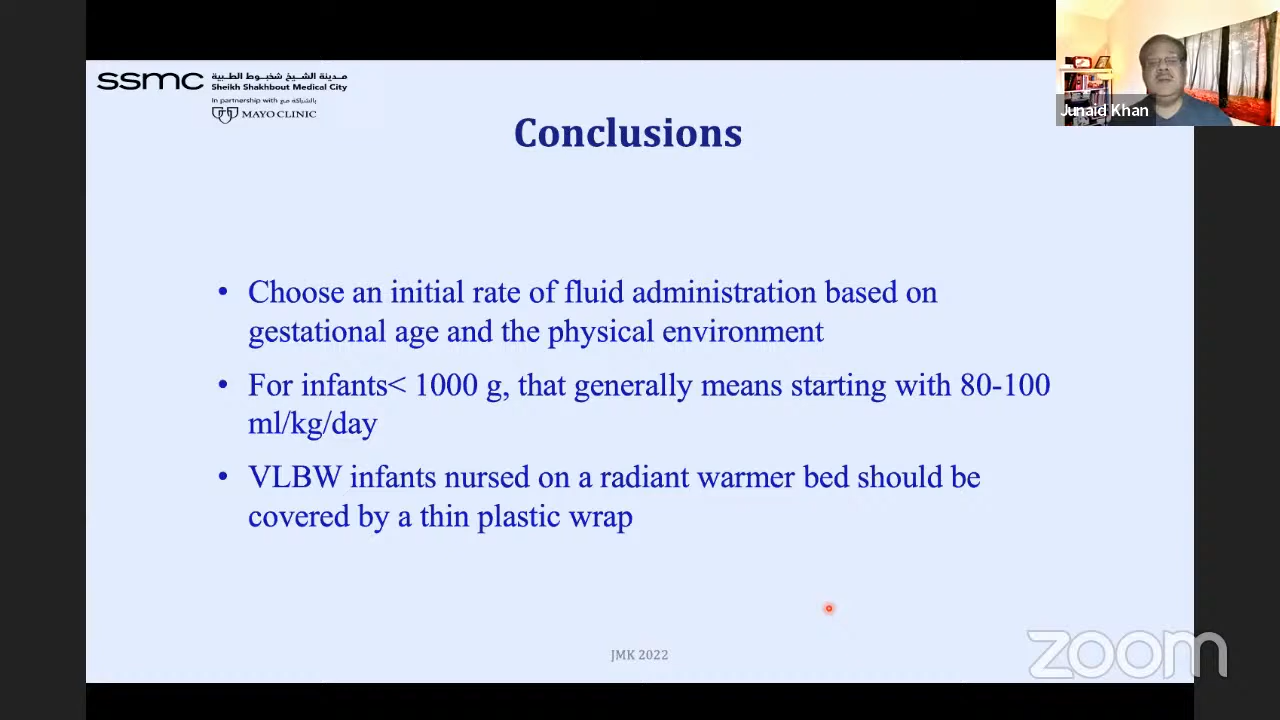 ssmc
مدينة الشيخ شخبوط الطبية
Sheikh Shakhbout Medical City
In partnership with بالشراكة مع
MAYO CLINIC
Junaid Khan
Conclusions
• Choose an initial rate of fluid administration based on
gestational age and the physical environment
• For infants< 1000 g, that generally means starting with 80-100
ml/kg/day
• VLBW infants nursed on a radiant warmer bed should be
covered by a thin plastic wrap
JMK 2022
zoom